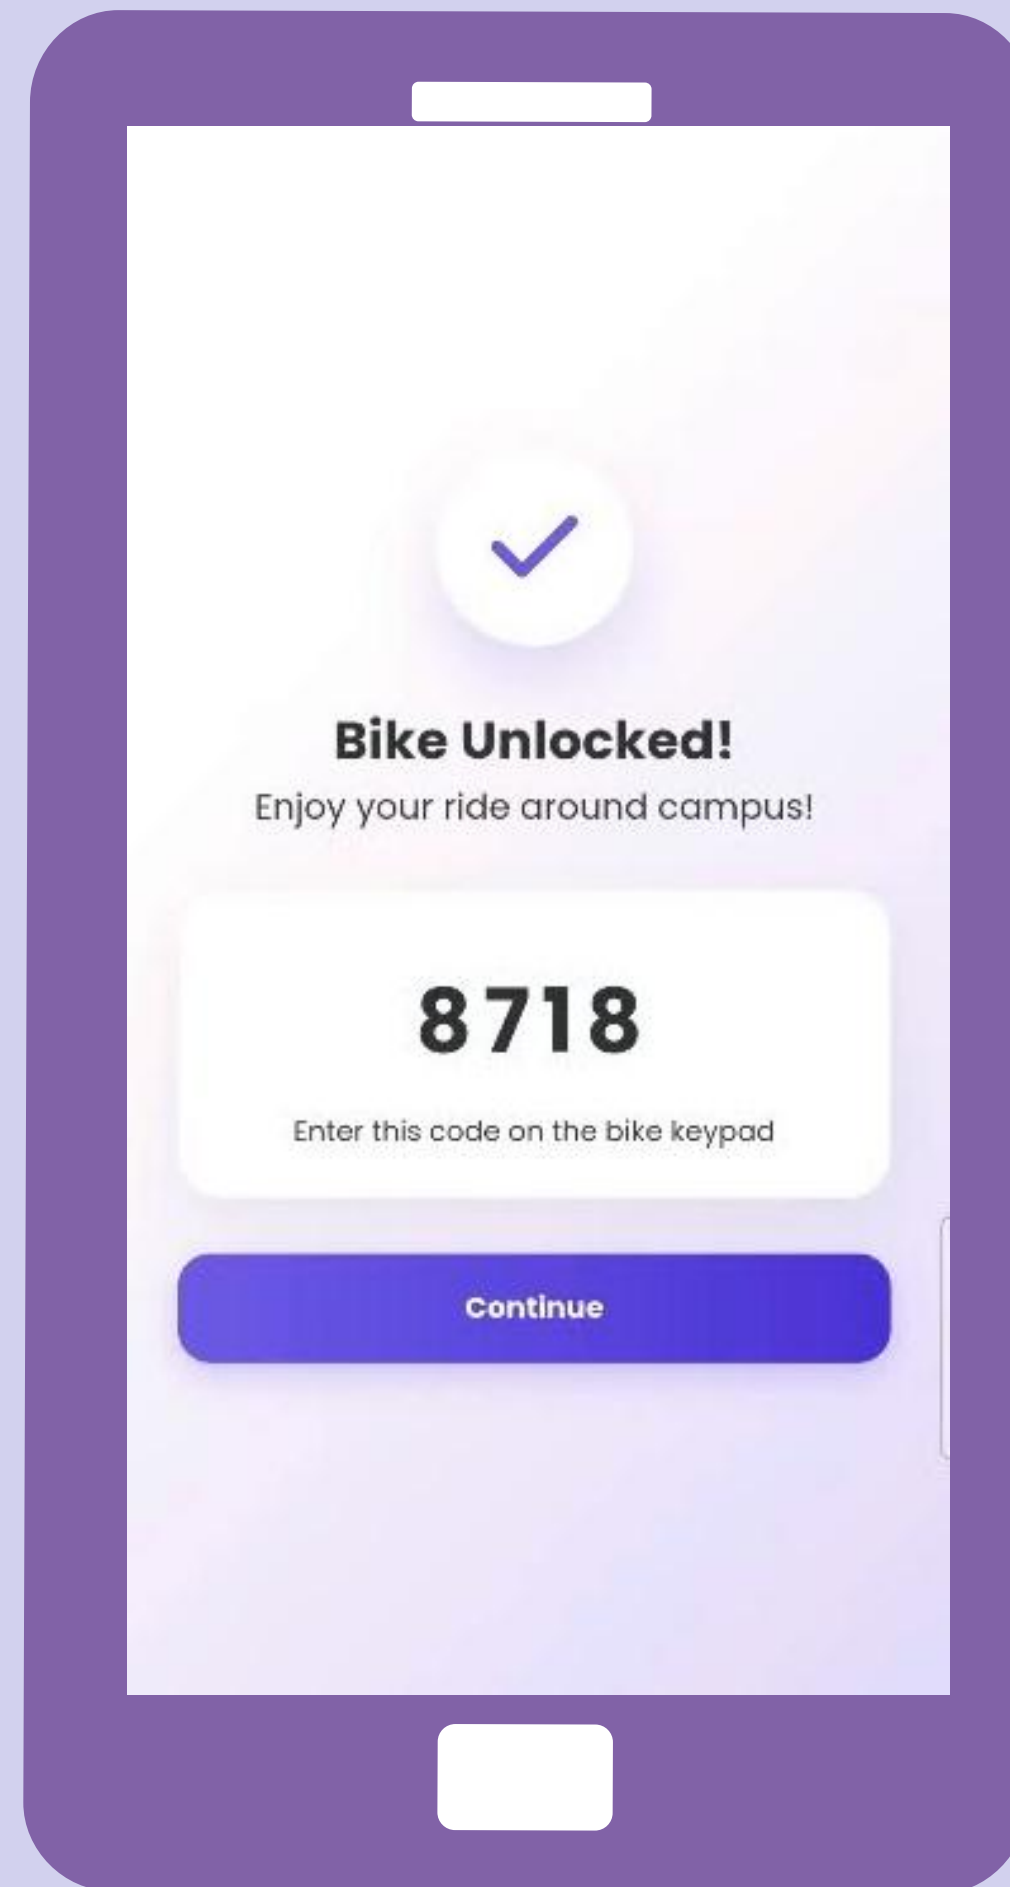 Bike Unlocked!
Enjoy your ride around campus!
8718
Enter this code on the bike keypad
Continue